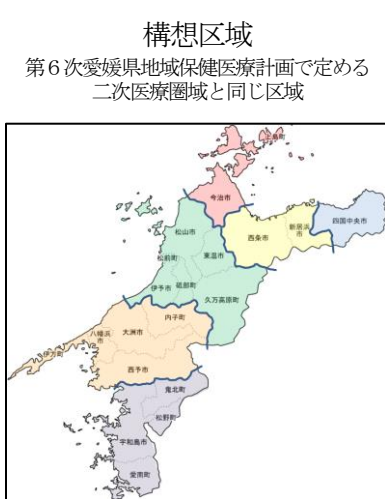 構想区域
第６次愛媛県地域保健医療計画で定める
二次医療圏域と同じ区域
上島町
今治市
四国中央市
新居浜
市
西条市
松山市
東温市
松前町
伊予市
砥部町
久万高原町
内子町
大洲市
八幡浜
市
伊方町
西予市
鬼北町
松野町
宇和島市
愛南町